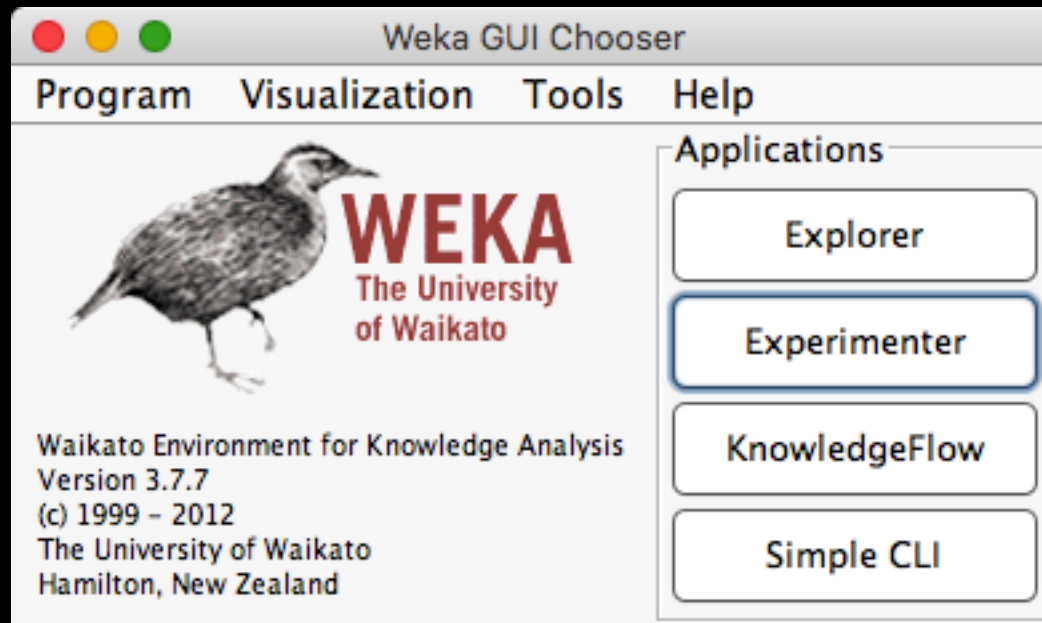 Weka GUI Chooser
Program Visualization Tools Help
WEKA
The University
of Waikato
Waikato Environment for Knowledge Analysis
Version 3.7.7
(c) 1999 – 2012
The University of Waikato
Hamilton, New Zealand
Applications
Explorer
Experimenter
KnowledgeFlow
Simple CLI